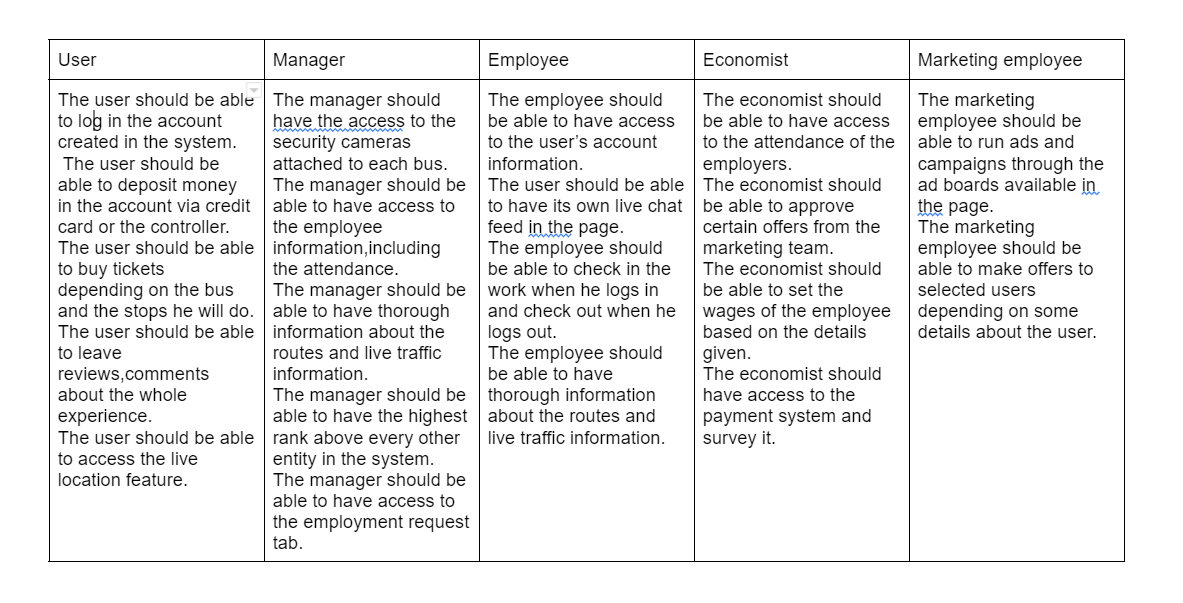 User
Manager
Employee
Economist
Marketing employee
The user should be able
to log in the account
created in the system.
The user should be
able to deposit money
in the account via credit
card or the controller.
The user should be able
to buy tickets
depending on the bus
and the stops he will do.
The user should be able
to leave
reviews,comments
about the whole
experience.
The user should be able
to access the live
location feature.
The manager should
have the access to the
security cameras
attached to each bus.
The manager should be
able to have access to
the employee
information,including
the attendance.
The manager should be
able to have thorough
information about the
routes and live traffic
information.
The manager should be
able to have the highest
rank above every other
entity in the system.
The manager should be
able to have access to
the employment request
tab.
The employee should
be able to have access
to the user's account
information.
The user should be able
to have its own live chat
feed in the page.
The employee should
be able to check in the
work when he logs in
and check out when he
logs out.
The employee should
be able to have
thorough information
about the routes and
live traffic information.
The economist should
be able to have access
to the attendance of the
employers.
The economist should
be able to approve
certain offers from the
marketing team.
The economist should
be able to set the
wages of the employee
based on the details
given.
The economist should
have access to the
payment system and
survey it.
The marketing
employee should be
able to run ads and
campaigns through the
ad boards available in
the page.
The marketing
employee should be
able to make offers to
selected users
depending on some
details about the user.